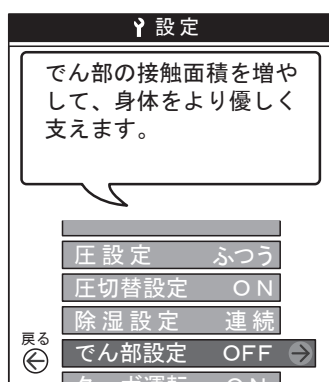 設定
でん部の接触面積を増や
して、身体をより優しく
支えます。
圧設定 ふつう
圧切替設定 ON
除湿設定 連続
戻る
でん部設定 OFF